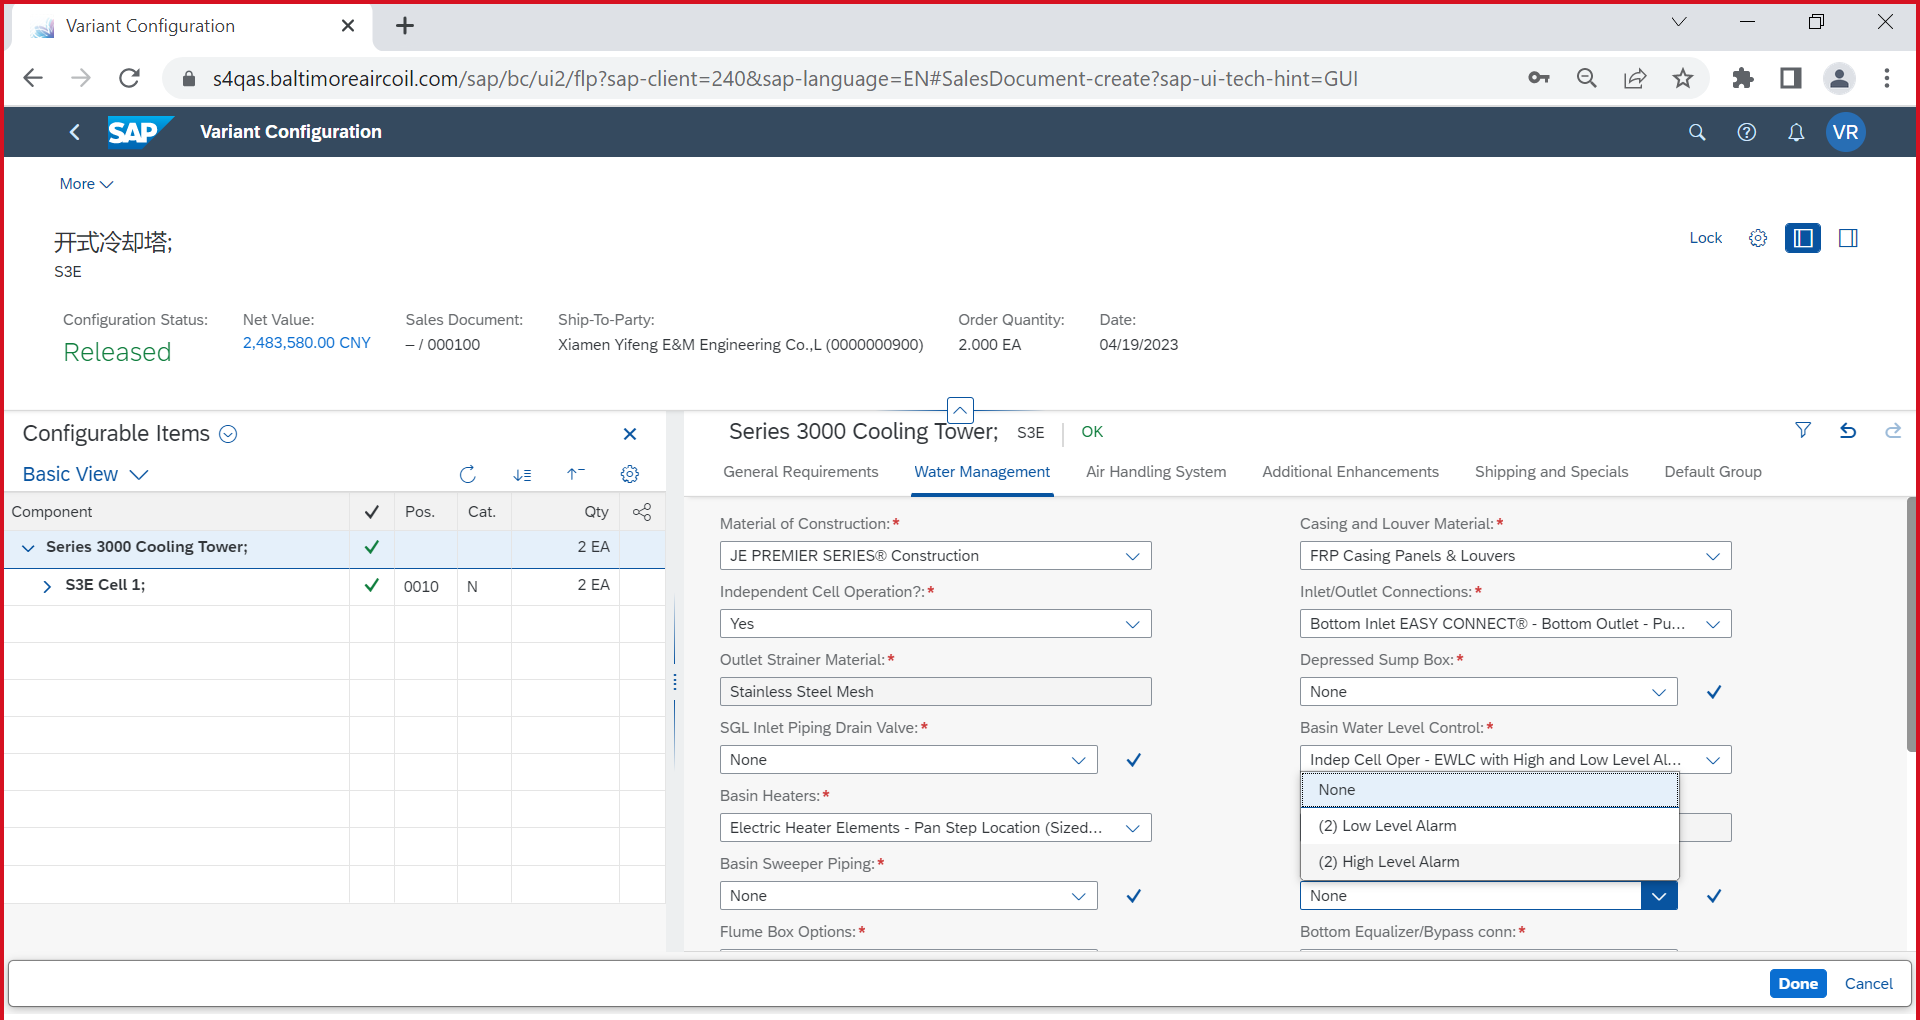 Variant Configuration
s4qas.baltimoreaircoil.com/sap/bc/ui2/flp?sap-client=240&sap-language=EN#SalesDocument-create?sap-ui-tech-hint=GUI
SAP Variant Configuration VR
More
开式冷却塔;
S3E
Lock
Configuration Status: Net Value: Sales Document: Ship-To-Party: Order Quantity: Date:
Released 2,483,580.00 CNY – / 000100 Xiamen Yifeng E&M Engineering Co.,L (0000000900) 2.000 EA 04/19/2023
Configurable Items
Basic View
Component Pos. Cat. Qty
Series 3000 Cooling Tower; 2 EA
S3E Cell 1; 0010 N 2 EA
Series 3000 Cooling Tower; S3E OK
General Requirements Water Management Air Handling System Additional Enhancements Shipping and Specials Default Group
Material of Construction:* Casing and Louver Material:*
JE PREMIER SERIES® Construction FRP Casing Panels & Louvers
Independent Cell Operation?:* Inlet/Outlet Connections:*
Yes Bottom Inlet EASY CONNECT® - Bottom Outlet - Pu...
Outlet Strainer Material:* Depressed Sump Box:*
Stainless Steel Mesh None
SGL Inlet Piping Drain Valve:* Basin Water Level Control:*
None Indep Cell Oper - EWLC with High and Low Level Al...
Basin Heaters:* None
Electric Heater Elements - Pan Step Location (Sized... (2) Low Level Alarm
Basin Sweeper Piping:* (2) High Level Alarm
None None
Flume Box Options:* Bottom Equalizer/Bypass conn:*
Done Cancel